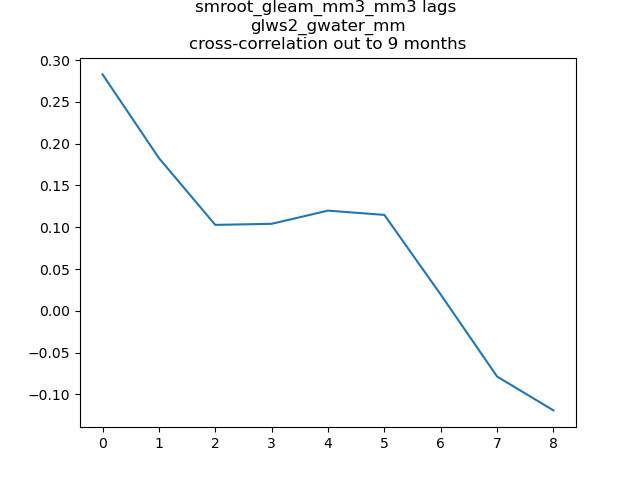 smroot_gleam_mm3_mm3 lags
glws2_gwater_mm
cross-correlation out to 9 months
0.30
0.25
0.20
0.15
0.10
0.05
0.00
−0.05
−0.10
0 1 2 3 4 5 6 7 8